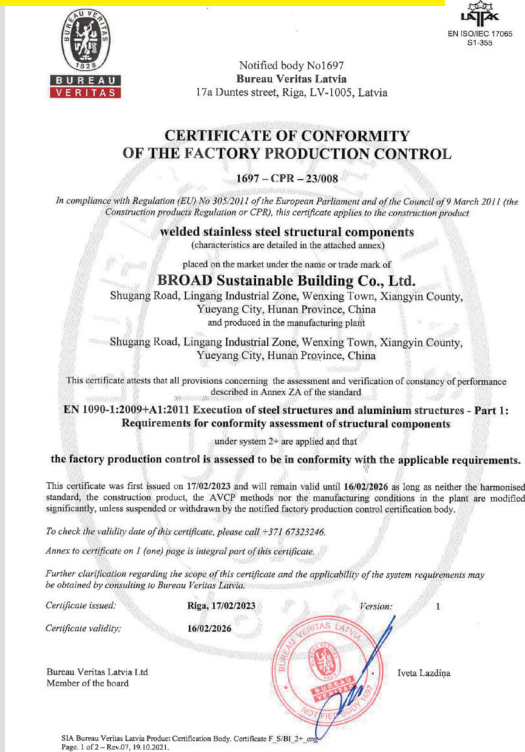 BUREAU VERITAS
1828
BUREAU
VERITAS
LATAK
EN ISO/IEC 17065
S1-355
Notified body No1697
Bureau Veritas Latvia
17a Duntes street, Riga, LV-1005, Latvia
CERTIFICATE OF CONFORMITY
OF THE FACTORY PRODUCTION CONTROL
1697 – CPR – 23/008
In compliance with Regulation (EU) No 305/2011 of the European Parliament and of the Council of 9 March 2011 (the
Construction products Regulation or CPR), this certificate applies to the construction product
welded stainless steel structural components
(characteristics are detailed in the attached annex)
placed on the market under the name or trade mark of
BROAD Sustainable Building Co., Ltd.
Shugang Road, Lingang Industrial Zone, Wenxing Town, Xiangyin County,
Yueyang City, Hunan Province, China
and produced in the manufacturing plant
Shugang Road, Lingang Industrial Zone, Wenxing Town, Xiangyin County,
Yueyang City, Hunan Province, China
This certificate attests that all provisions concerning the assessment and verification of constancy of performance
described in Annex ZA of the standard
EN 1090-1:2009+A1:2011 Execution of steel structures and aluminium structures - Part 1:
Requirements for conformity assessment of structural components
under system 2+ are applied and that
the factory production control is assessed to be in conformity with the applicable requirements.
This certificate was first issued on 17/02/2023 and will remain valid until 16/02/2026 as long as neither the harmonised
standard, the construction product, the AVCP methods nor the manufacturing conditions in the plant are modified
significantly, unless suspended or withdrawn by the notified factory production control certification body.
To check the validity date of this certificate, please call +371 67323246.
Annex to certificate on 1 (one) page is integral part of this certificate.
Further clarification regarding the scope of this certificate and the applicability of the system requirements may
be obtained by consulting to Bureau Veritas Latvia.
Certificate issued: Riga, 17/02/2023 Version: 1
Certificate validity: 16/02/2026
BUREAU VERITAS LATVIA
BUREAU
VERITAS
NOTIFIED BODY 1697
Bureau Veritas Latvia Ltd Iveta Lazdiņa
Member of the board
SIA Bureau Veritas Latvia Product Certification Body. Certificate F_S/BI_2+_eng
Page. 1 of 2 – Rev.07, 19.10.2021.